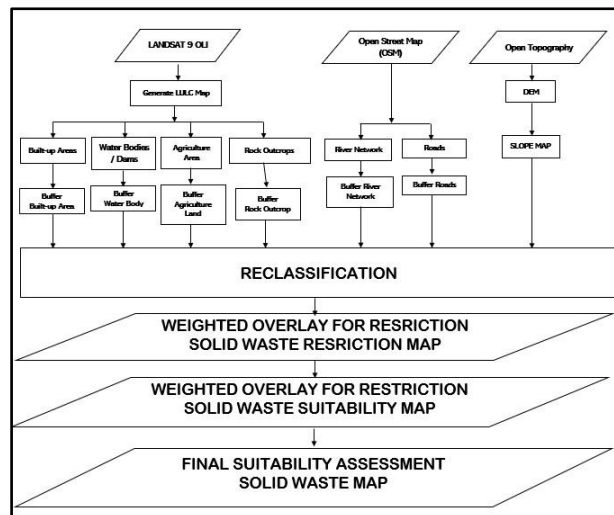 LANDSAT 9 OLI
Open Street Map
(OSM)
Open Topography
Generate LULC Map
DEM
Built-up Areas
Water Bodies
/ Dams
Agriculture
Area
Rock Outcrops
River Network
Roads
SLOPE MAP
Buffer
Built-up Area
Buffer
Water Body
Buffer
Agriculture
Land
Buffer
Rock Outcrop
Buffer River
Network
Buffer Roads
RECLASSIFICATION
WEIGHTED OVERLAY FOR RESRICTION
SOLID WASTE RESRICTION MAP
WEIGHTED OVERLAY FOR RESTRICTION
SOLID WASTE SUITABILITY MAP
FINAL SUITABILITY ASSESSMENT
SOLID WASTE MAP